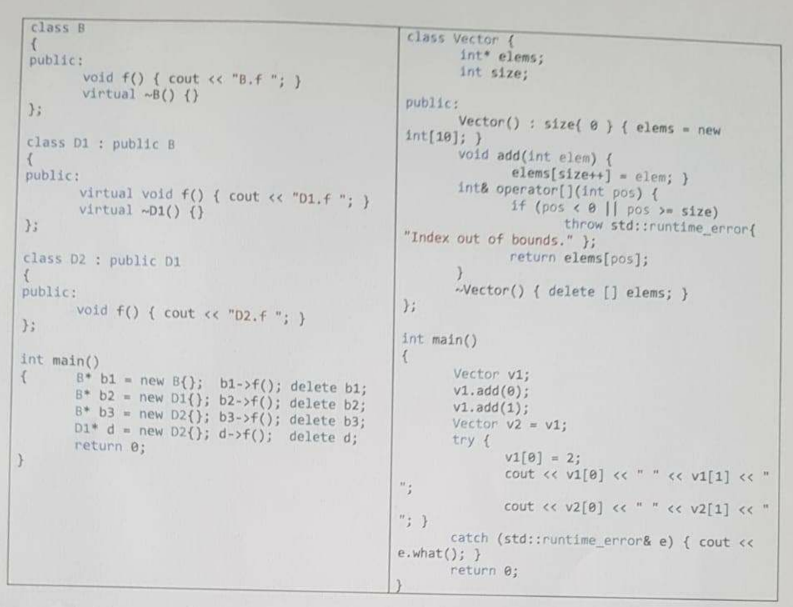 class B
{
public:
void f() { cout << "B.f "; }
virtual ~B() {}
};
class D1 : public B
{
public:
virtual void f() { cout << "D1.f "; }
virtual ~D1() {}
};
class D2 : public D1
{
public:
void f() { cout << "D2.f "; }
};
int main()
{ B* b1 = new B{}; b1->f(); delete b1;
B* b2 = new D1{}; b2->f(); delete b2;
B* b3 = new D2{}; b3->f(); delete b3;
D1* d = new D2{}; d->f(); delete d;
return 0;
}
class Vector {
int* elems;
int size;
public:
Vector() : size{ 0 } { elems = new
int[10]; }
void add(int elem) {
elems[size++] = elem; }
int& operator[](int pos) {
if (pos < 0 || pos >= size)
throw std::runtime_error{
"Index out of bounds." };
return elems[pos];
}
~Vector() { delete [] elems; }
};
int main()
{
Vector v1;
v1.add(0);
v1.add(1);
Vector v2 = v1;
try {
v1[0] = 2;
cout << v1[0] << " " << v1[1] << "
";
cout << v2[0] << " " << v2[1] << "
"; }
catch (std::runtime_error& e) { cout <<
e.what(); }
return 0;
}